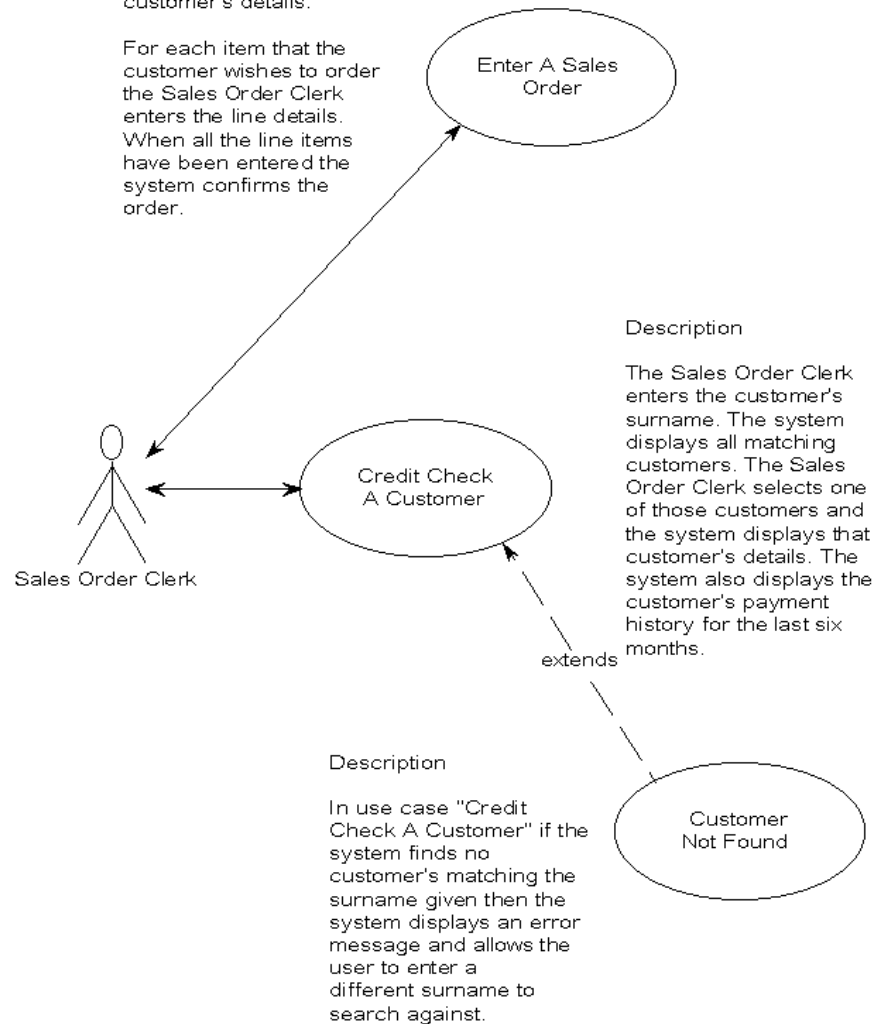 customer's details.
For each item that the
customer wishes to order
the Sales Order Clerk
enters the line details.
When all the line items
have been entered the
system confirms the
order.
Enter A Sales
Order
Description
The Sales Order Clerk
enters the customer's
surname. The system
displays all matching
customers. The Sales
Order Clerk selects one
of those customers and
the system displays that
customer's details. The
system also displays the
customer's payment
history for the last six
months.
Credit Check
A Customer
Sales Order Clerk
extends
Description
In use case "Credit
Check A Customer" if the
system finds no
customer's matching the
surname given then the
system displays an error
message and allows the
user to enter a
different surname to
search against.
Customer
Not Found